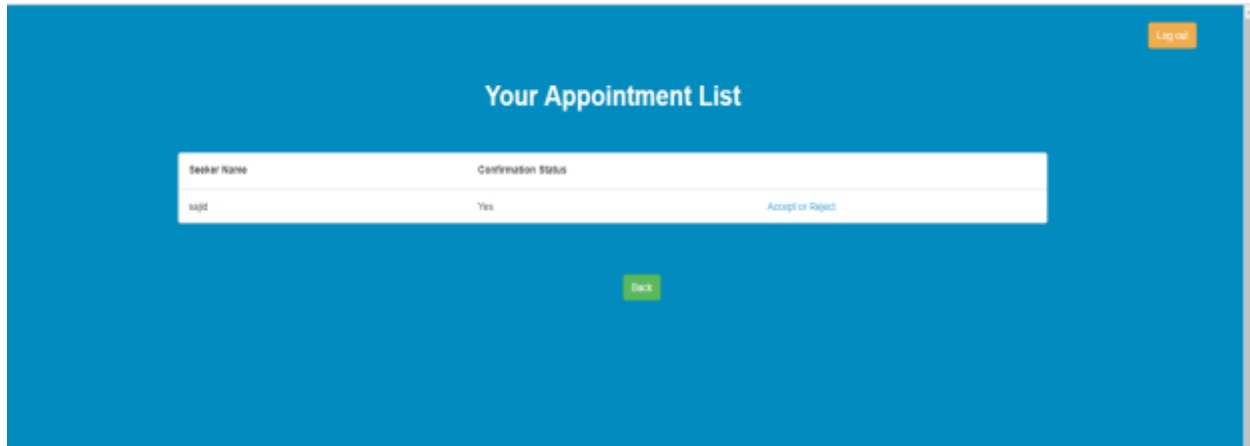 Log out
Your Appointment List
Seeker Name Confirmation Status
sajid Yes Accept or Reject
Back